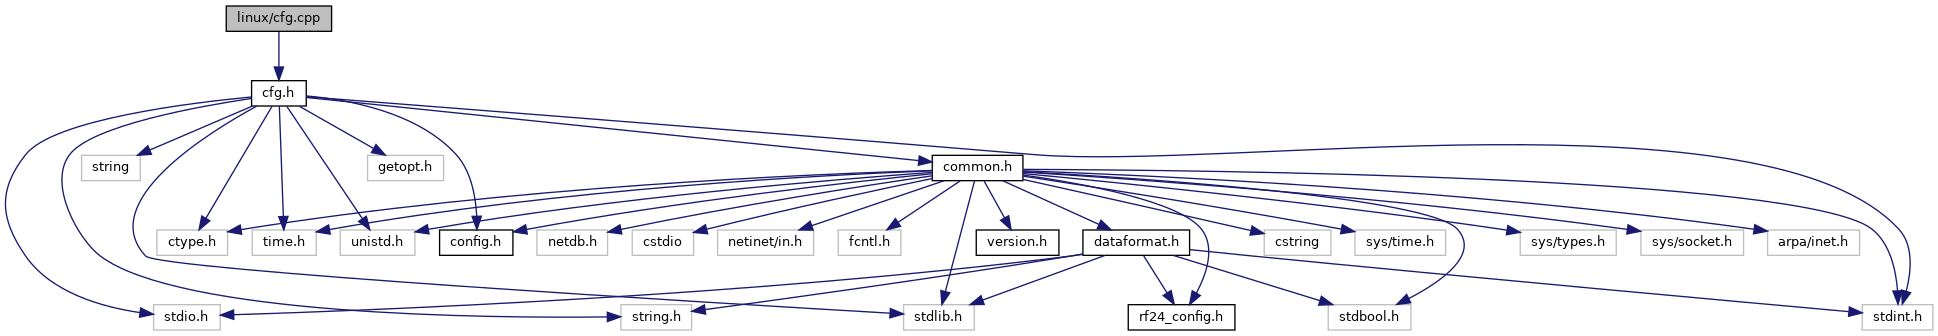 linux/cfg.cpp
cfg.h
string
getopt.h
common.h
ctype.h
time.h
unistd.h
config.h
netdb.h
cstdio
netinet/in.h
fcntl.h
version.h
dataformat.h
cstring
sys/time.h
sys/types.h
sys/socket.h
arpa/inet.h
stdio.h
string.h
stdlib.h
rf24_config.h
stdbool.h
stdint.h